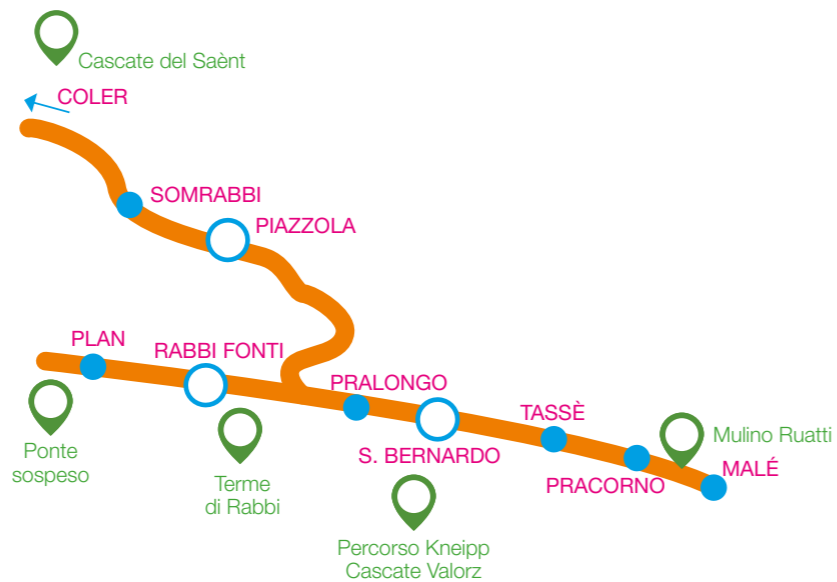 Cascate del Saènt
COLER
SOMRABBI
PIAZZOLA
PLAN
RABBI FONTI
PRALONGO
TASSÈ
Mulino Ruatti
Ponte
sospeso
S. BERNARDO
PRACORNO
MALÉ
Terme
di Rabbi
Percorso Kneipp
Cascate Valorz